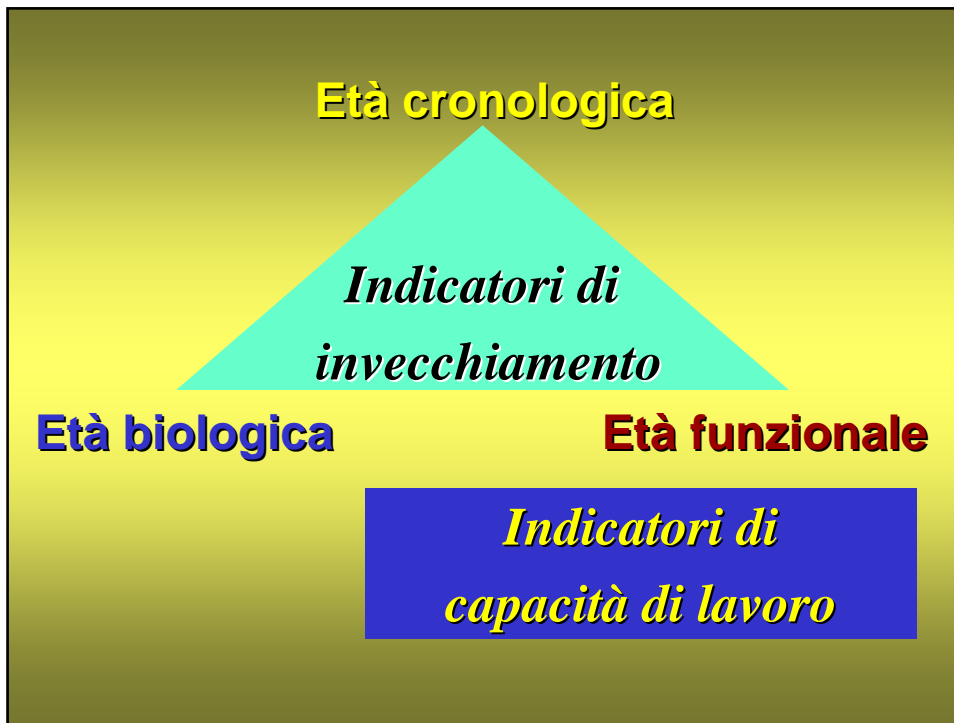 Età cronologica
Indicatori di
invecchiamento
Età biologica
Età funzionale
Indicatori di
capacità di lavoro